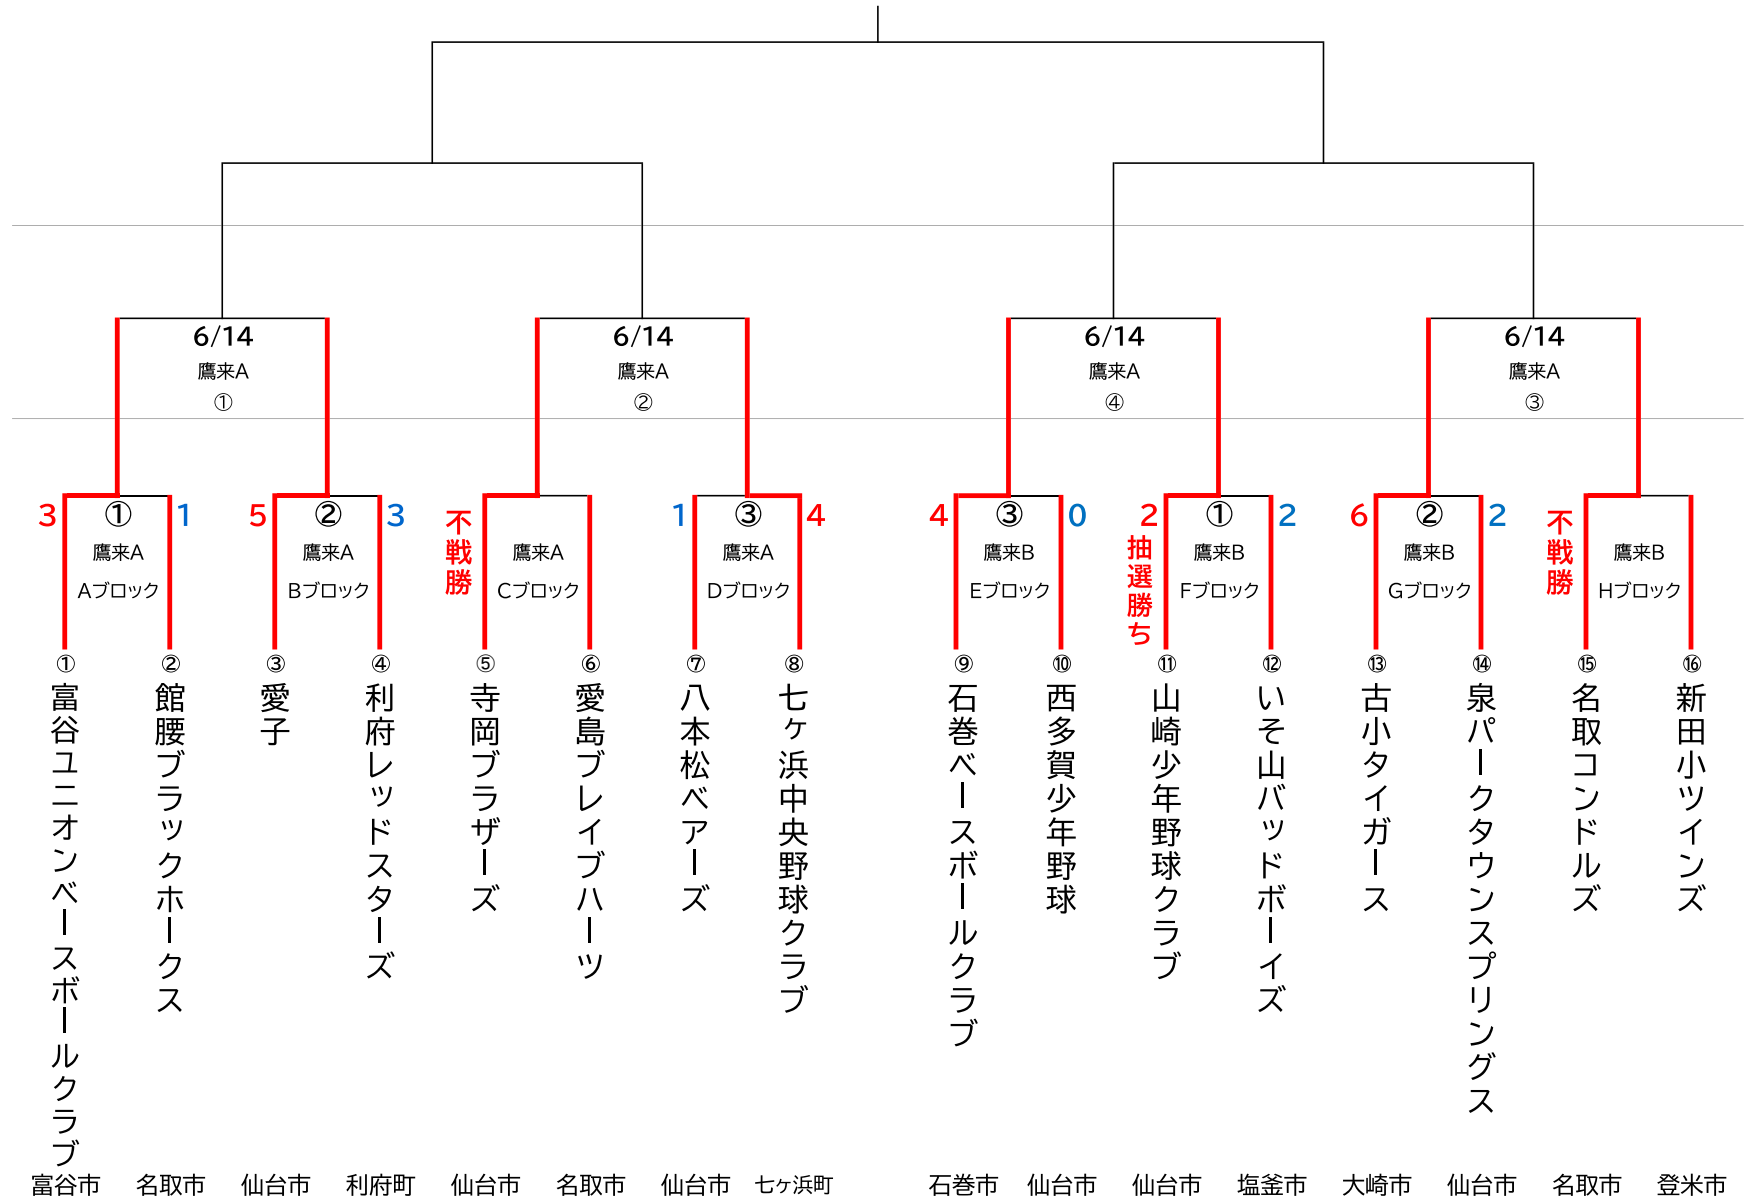 6/14
鷹来A
①
6/14
鷹来A
②
6/14
鷹来A
④
6/14
鷹来A
③
3
①
1
鷹来A
Aブロック
5
②
3
鷹来A
Bブロック
不戦勝
鷹来A
Cブロック
1
③
4
鷹来A
Dブロック
4
③
0
鷹来B
Eブロック
2
抽選勝ち
①
2
鷹来B
Fブロック
6
②
2
鷹来B
Gブロック
不戦勝
鷹来B
Hブロック
①
富谷ユニオンベースボールクラブ
富谷市
②
館腰ブラックホークス
名取市
③
愛子
仙台市
④
利府レッドスターズ
利府町
⑤
寺岡ブラザーズ
仙台市
⑥
愛島ブレイブハーツ
名取市
⑦
八本松ベアーズ
仙台市
⑧
七ヶ浜中央野球クラブ
七ヶ浜町
⑨
石巻ベースボールクラブ
石巻市
⑩
西多賀少年野球
仙台市
⑪
山崎少年野球クラブ
仙台市
⑫
いそ山バッドボーイズ
塩釜市
⑬
古小タイガース
大崎市
⑭
泉パークタウンスプリングス
仙台市
⑮
名取コンドルズ
名取市
⑯
新田小ツインズ
登米市